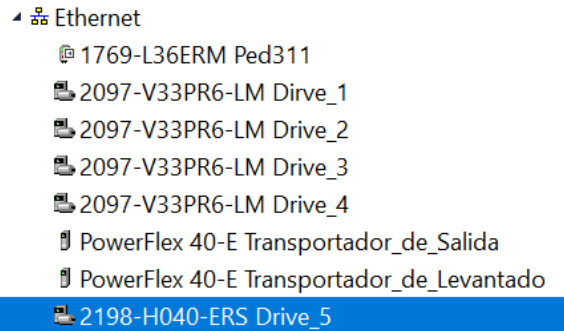 Ethernet
1769-L36ERM Ped311
2097-V33PR6-LM Dirve_1
2097-V33PR6-LM Drive_2
2097-V33PR6-LM Drive_3
2097-V33PR6-LM Drive_4
PowerFlex 40-E Transportador_de_Salida
PowerFlex 40-E Transportador_de_Levantado
2198-H040-ERS Drive_5